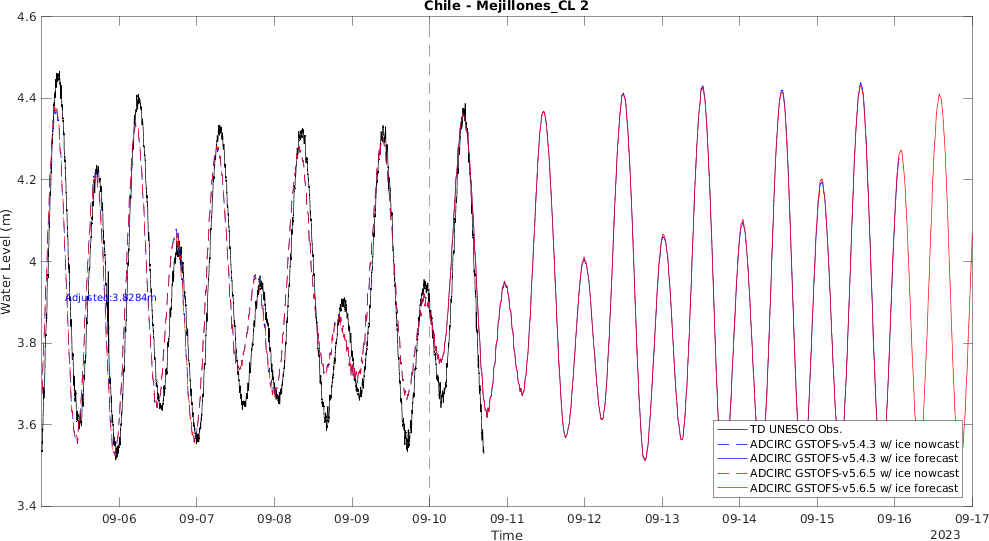 Chile - Mejillones_CL 2
4.6
4.4
4.2
4
3.8
3.6
3.4
Water Level (m)
Adjusted:3.8284m
TD UNESCO Obs.
ADCIRC GSTOFS-v5.4.3 w/ ice nowcast
ADCIRC GSTOFS-v5.4.3 w/ ice forecast
ADCIRC GSTOFS-v5.6.5 w/ ice nowcast
ADCIRC GSTOFS-v5.6.5 w/ ice forecast
09-06 09-07 09-08 09-09 09-10 09-11 09-12 09-13 09-14 09-15 09-16 09-17
Time
2023